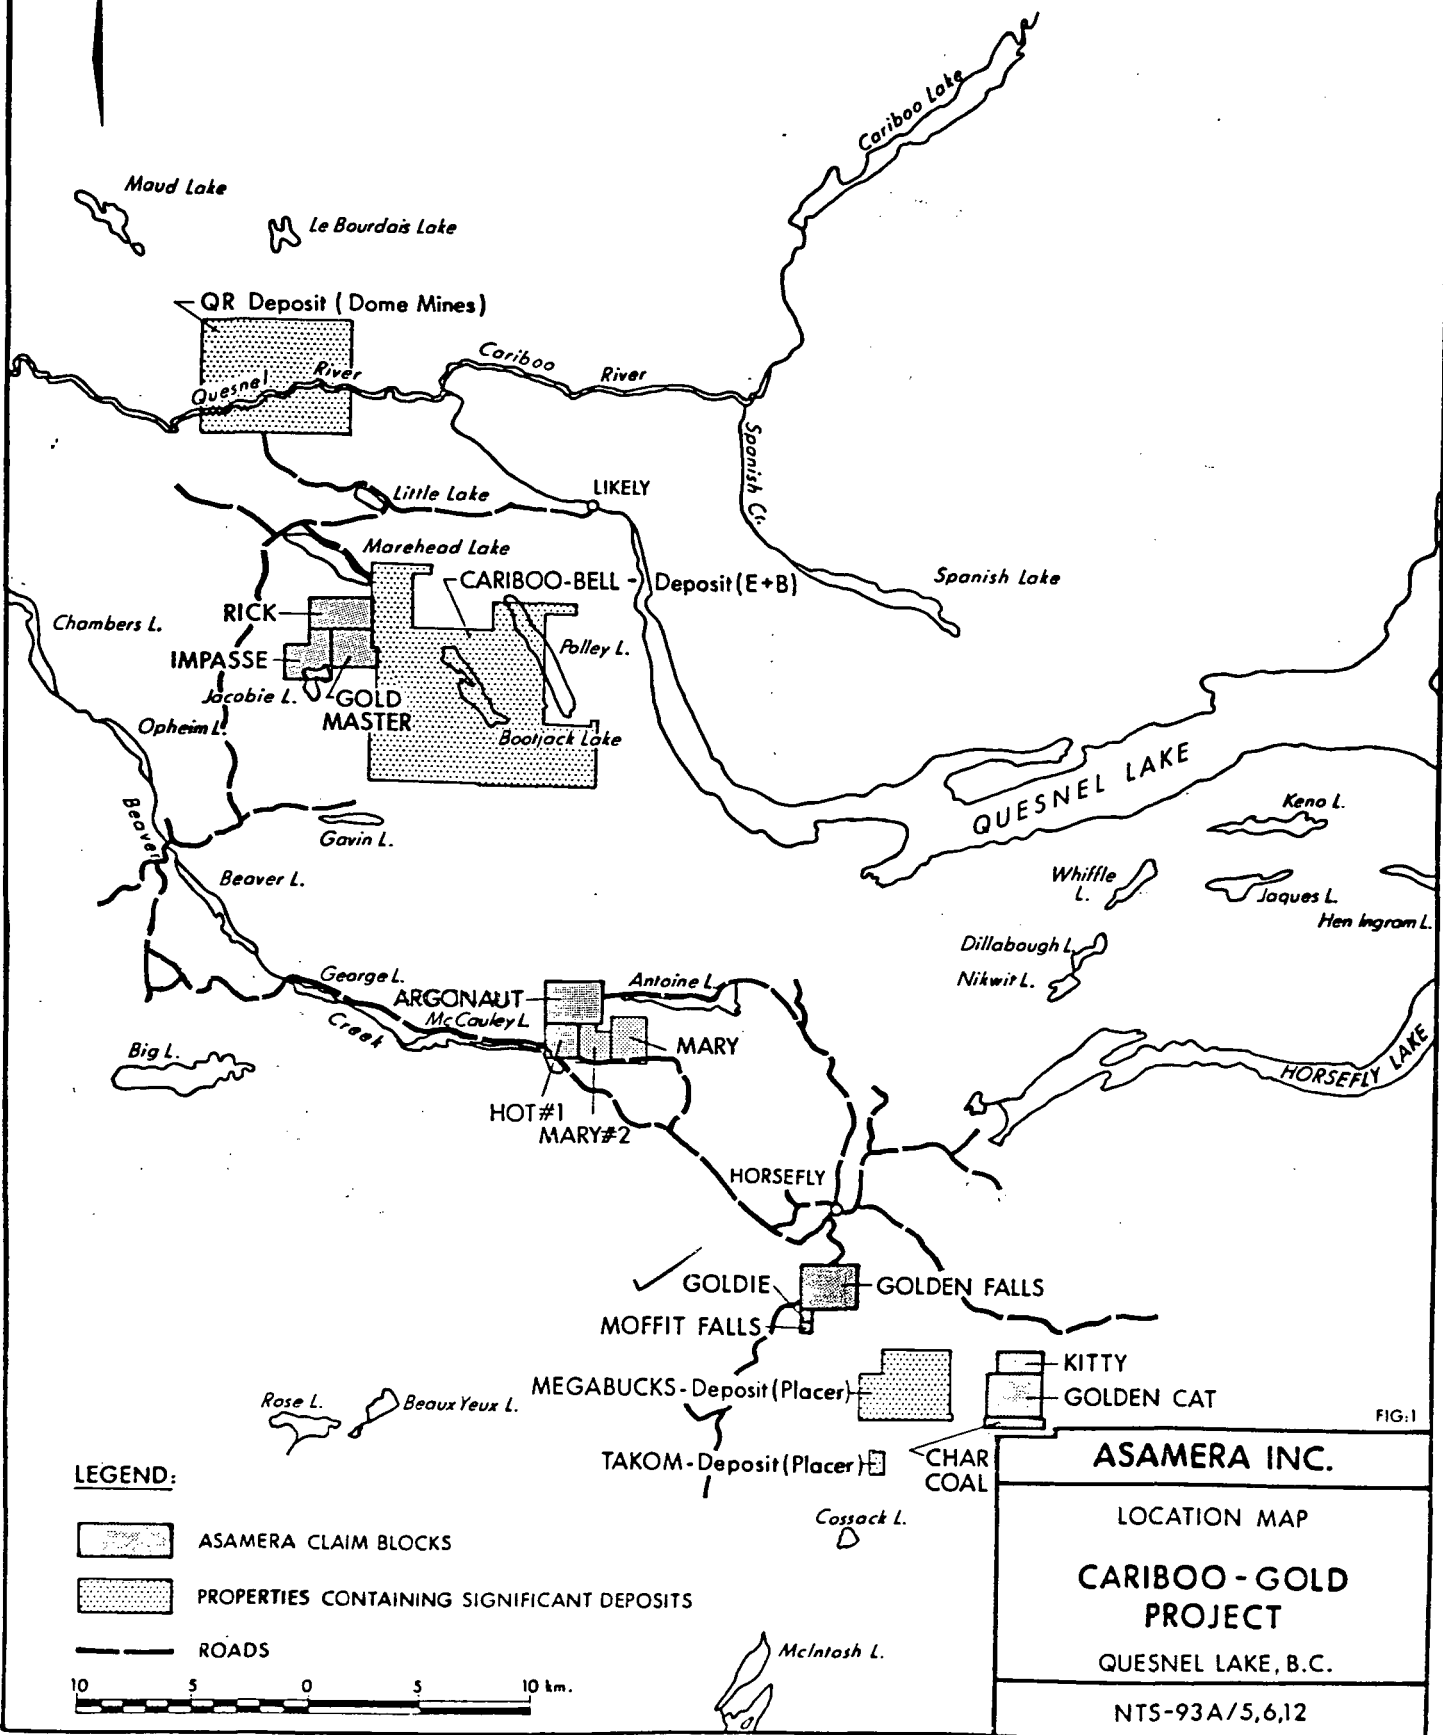 Cariboo Lake
Maud Lake
Le Bourdais Lake
QR Deposit (Dome Mines)
Cariboo River
Quesnel River
Spanish Cr.
Little Lake
LIKELY
Morehead Lake
CARIBOO-BELL - Deposit (E+B)
Spanish Lake
RICK
Chambers L.
Polley L.
IMPASSE
Jacobie L.
GOLD
MASTER
Opheim L.
Bootjack Lake
QUESNEL LAKE
Keno L.
Beaver
Gavin L.
Beaver L.
Whiffle
L.
Jaques L.
Hen Ingram L.
Dillabough L.
Nikwit L.
George L.
Antoine L.
ARGONAUT
McCauley L.
Creek
MARY
Big L.
HORSEFLY LAKE
HOT#1
MARY#2
HORSEFLY
GOLDIE
GOLDEN FALLS
MOFFIT FALLS
KITTY
MEGABUCKS - Deposit (Placer)
GOLDEN CAT
Rose L.
Beaux Yeux L.
FIG:1
TAKOM - Deposit (Placer)
CHAR
COAL
Cossack L.
McIntosh L.
LEGEND:
ASAMERA CLAIM BLOCKS
PROPERTIES CONTAINING SIGNIFICANT DEPOSITS
ROADS
10 5 0 5 10 km.
ASAMERA INC.
LOCATION MAP
CARIBOO - GOLD
PROJECT
QUESNEL LAKE, B.C.
NTS-93A/5,6,12